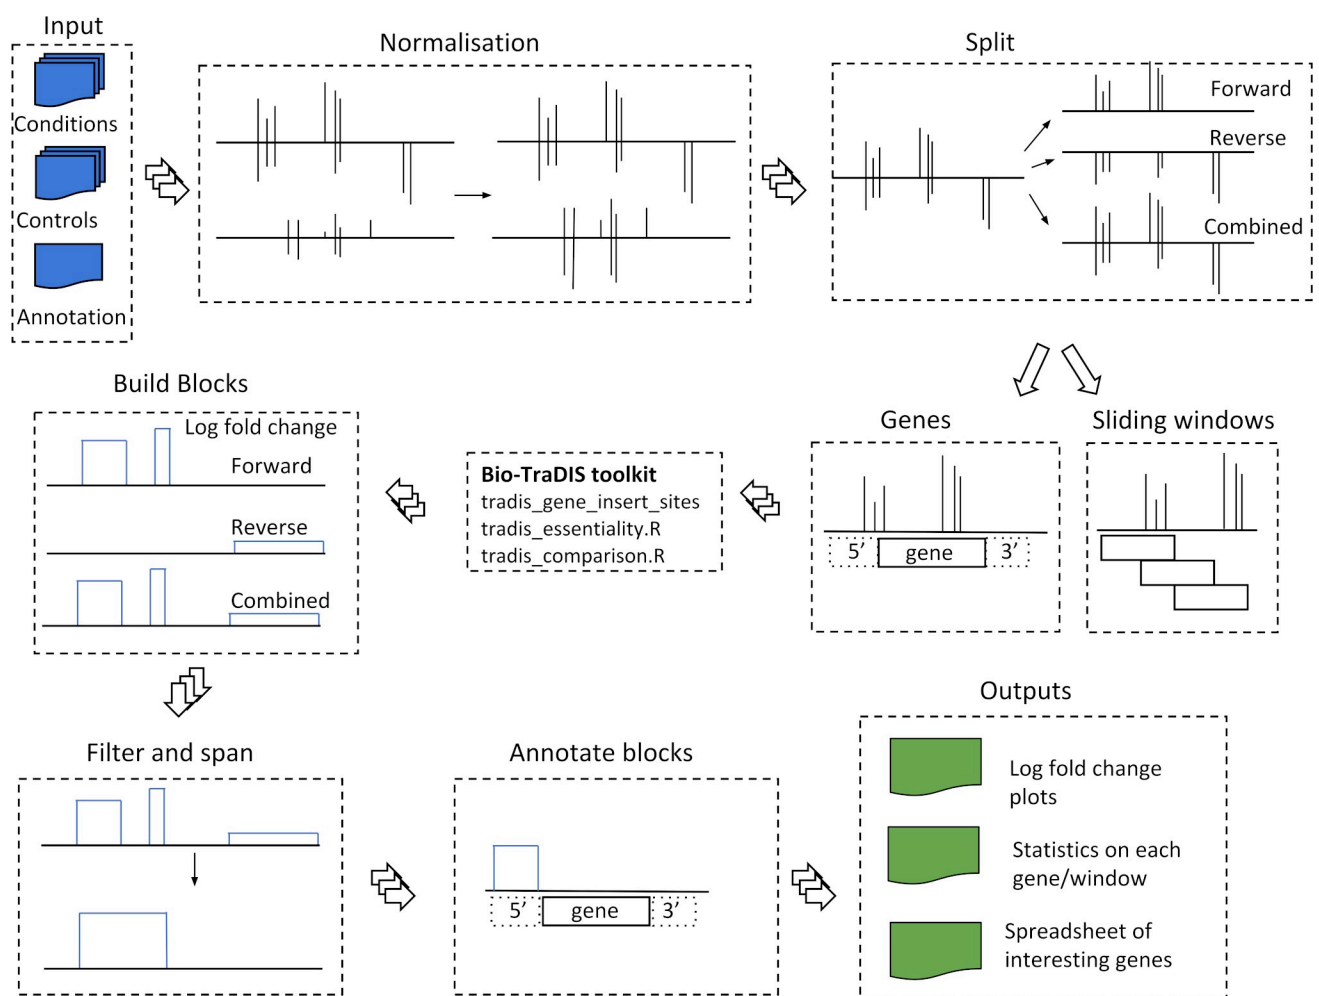 Input
Conditions
Controls
Annotation
Normalisation
Split
Forward
Reverse
Combined
Genes
5’ gene 3’
Sliding windows
Bio-TraDIS toolkit
tradis_gene_insert_sites
tradis_essentiality.R
tradis_comparison.R
Build Blocks
Log fold change
Forward
Reverse
Combined
Filter and span
Annotate blocks
5’ gene 3’
Outputs
Log fold change
plots
Statistics on each
gene/window
Spreadsheet of
interesting genes